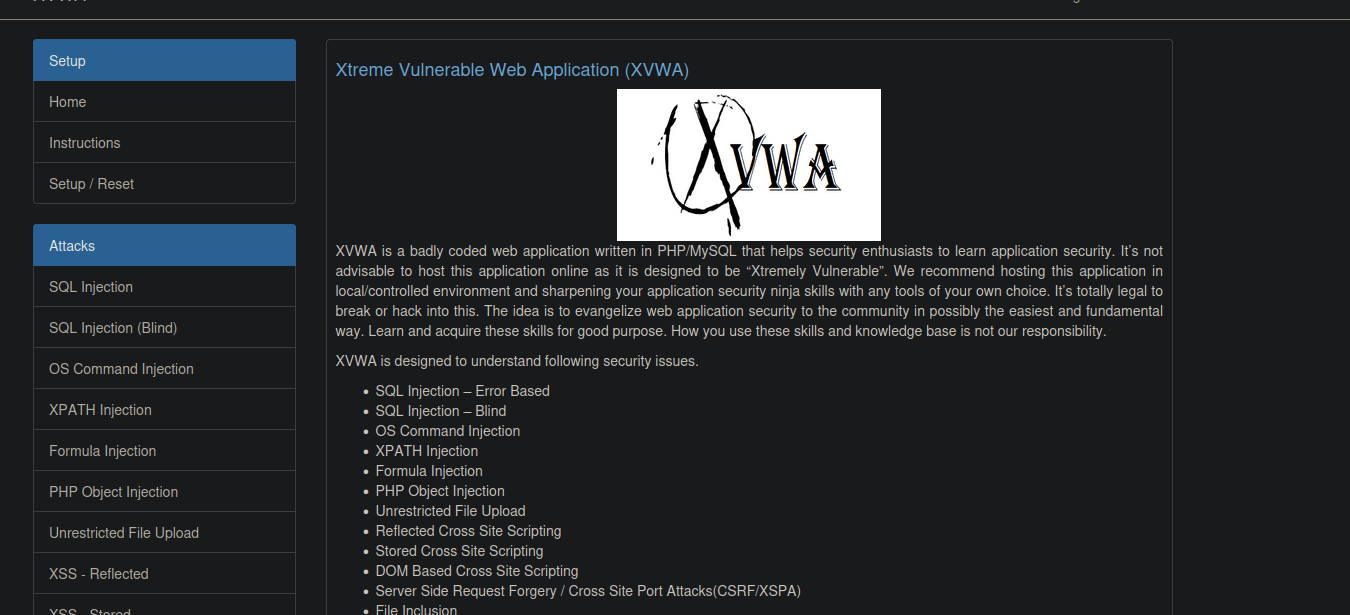 Setup
Home
Instructions
Setup / Reset
Attacks
SQL Injection
SQL Injection (Blind)
OS Command Injection
XPATH Injection
Formula Injection
PHP Object Injection
Unrestricted File Upload
XSS - Reflected
XSS - Stored
Xtreme Vulnerable Web Application (XVWA)
XVWA
XVWA is a badly coded web application written in PHP/MySQL that helps security enthusiasts to learn application security. It’s not
advisable to host this application online as it is designed to be “Xtremely Vulnerable”. We recommend hosting this application in
local/controlled environment and sharpening your application security ninja skills with any tools of your own choice. It’s totally legal to
break or hack into this. The idea is to evangelize web application security to the community in possibly the easiest and fundamental
way. Learn and acquire these skills for good purpose. How you use these skills and knowledge base is not our responsibility.
XVWA is designed to understand following security issues.
• SQL Injection – Error Based
• SQL Injection – Blind
• OS Command Injection
• XPATH Injection
• Formula Injection
• PHP Object Injection
• Unrestricted File Upload
• Reflected Cross Site Scripting
• Stored Cross Site Scripting
• DOM Based Cross Site Scripting
• Server Side Request Forgery / Cross Site Port Attacks(CSRF/XSPA)
• File Inclusion